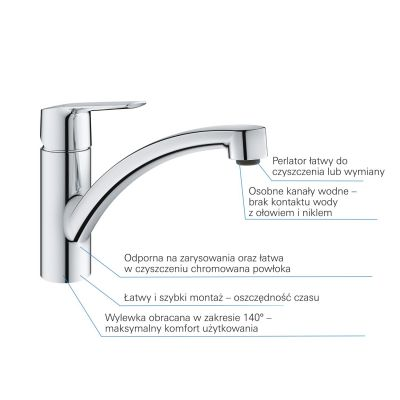 Perlator łatwy do
czyszczenia lub wymiany
Osobne kanały wodne –
brak kontaktu wody
z ołowiem i niklem
Odporna na zarysowania oraz łatwa
w czyszczeniu chromowana powłoka
Łatwy i szybki montaż – oszczędność czasu
Wylewka obracana w zakresie 140° –
maksymalny komfort użytkowania